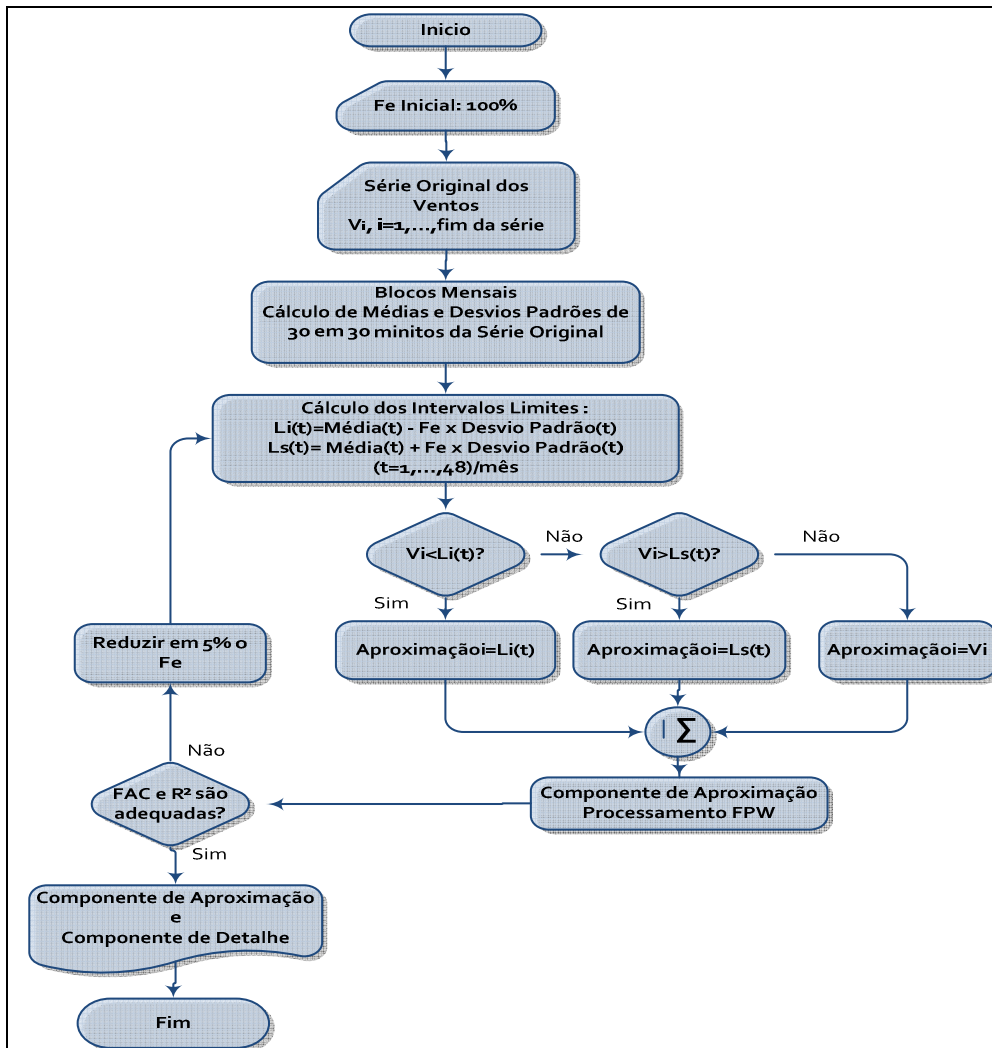 Inicio
Fe Inicial: 100%
Série Original dos
Ventos
Vi, i=1,...,fim da série
Blocos Mensais
Cálculo de Médias e Desvios Padrões de
30 em 30 minitos da Série Original
Cálculo dos Intervalos Limites :
Li(t)=Média(t) - Fe x Desvio Padrão(t)
Ls(t)= Média(t) + Fe x Desvio Padrão(t)
(t=1,...,48)/mês
Vi<Li(t)?
Não
Vi>Ls(t)?
Não
Sim
Sim
Reduzir em 5% o
Fe
Aproximaçãoi=Li(t)
Aproximaçãoi=Ls(t)
Aproximaçãoi=Vi
| Σ
Não
FAC e R² são
adequadas?
Componente de Aproximação
Processamento FPW
Sim
Componente de Aproximação
e
Componente de Detalhe
Fim